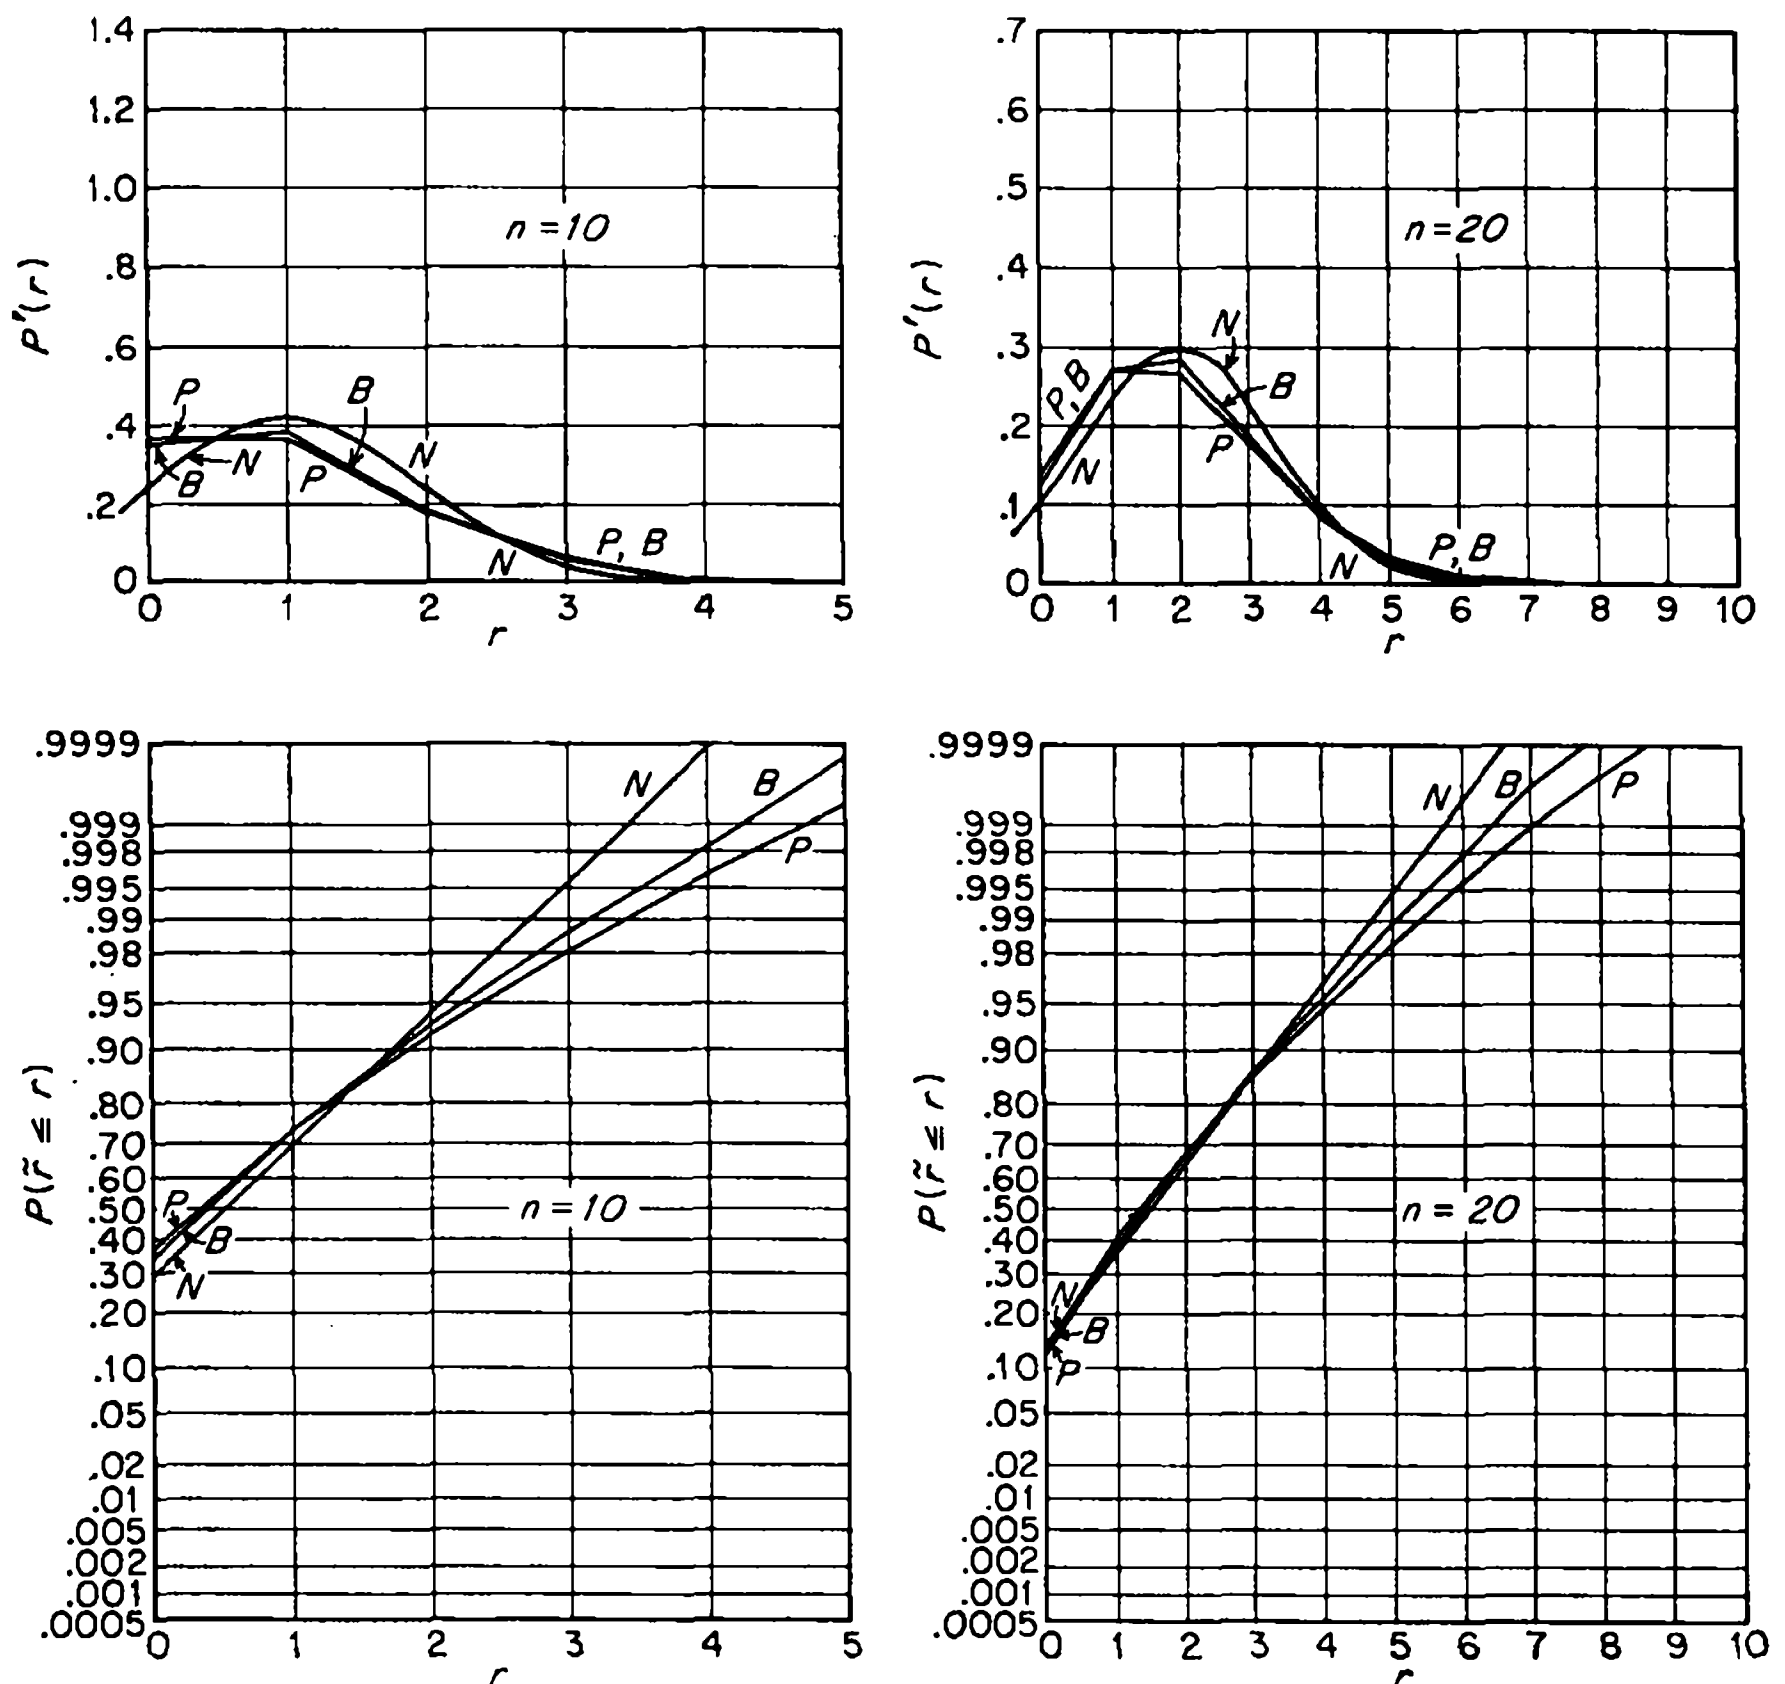 1.4
1.2
1.0
.8
.6
.4
.2
0
P'(r)
n = 10
P
B
N
N
B
P
P, B
N
0 1 2 3 4 5
r
.7
.6
.5
.4
.3
.2
.1
0
P'(r)
n = 20
N
B
P, B
P
N
P, B
N
0 1 2 3 4 5 6 7 8 9 10
r
.9999
.999
.998
.995
.99
.98
.95
.90
.80
.70
.60
.50
.40
.30
.20
.10
.05
.02
.01
.005
.002
.001
.0005
P(r̃ ≤ r)
N
B
P
n = 10
P
B
N
0 1 2 3 4 5
r
.9999
.999
.998
.995
.99
.98
.95
.90
.80
.70
.60
.50
.40
.30
.20
.10
.05
.02
.01
.005
.002
.001
.0005
P(r̃ ≤ r)
N
B
P
n = 20
N
B
P
0 1 2 3 4 5 6 7 8 9 10
r